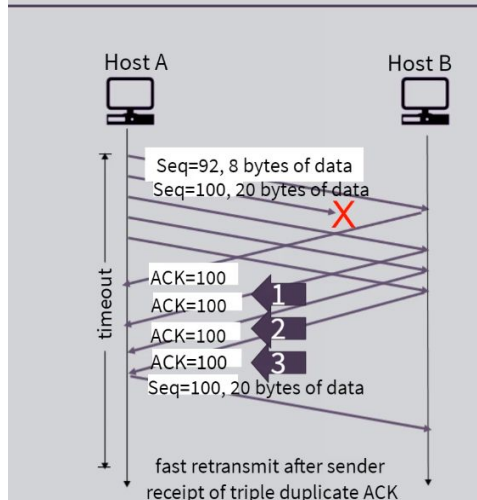 Host A
Host B
Seq=92, 8 bytes of data
Seq=100, 20 bytes of data
X
timeout
ACK=100
1
ACK=100
2
ACK=100
3
ACK=100
Seq=100, 20 bytes of data
fast retransmit after sender
receipt of triple duplicate ACK